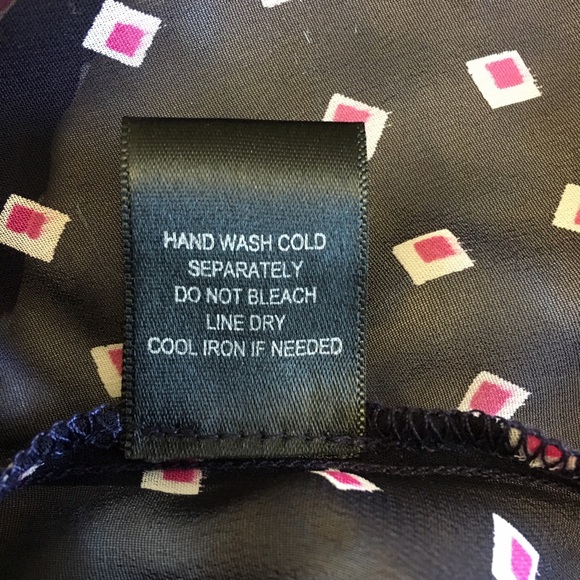 HAND WASH COLD
SEPARATELY
DO NOT BLEACH
LINE DRY
COOL IRON IF NEEDED